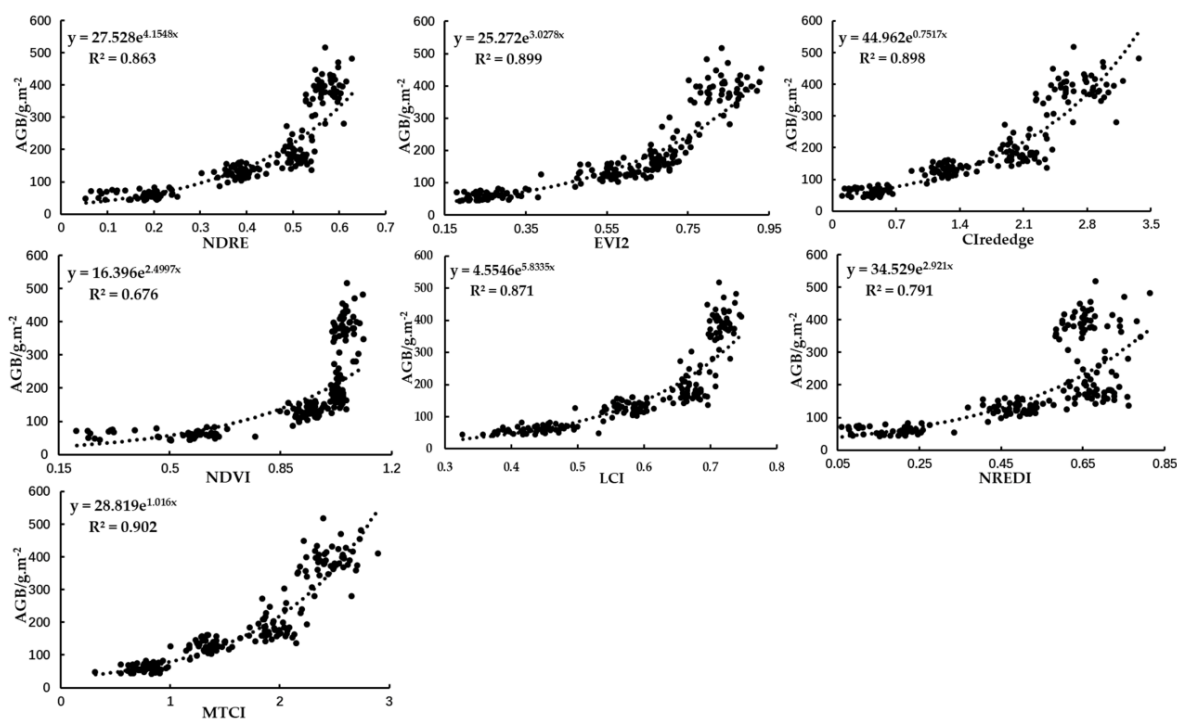 y = 27.528e^4.1548x
R² = 0.863
AGB/g.m⁻²
600
500
400
300
200
100
0
0 0.1 0.2 0.3 0.4 0.5 0.6 0.7
NDRE
y = 25.272e^3.0278x
R² = 0.899
AGB/g.m⁻²
600
500
400
300
200
100
0
0.15 0.35 0.55 0.75 0.95
EVI2
y = 44.962e^0.7517x
R² = 0.898
AGB/g.m⁻²
600
500
400
300
200
100
0
0 0.7 1.4 2.1 2.8 3.5
CIrededge
y = 16.396e^2.4997x
R² = 0.676
AGB/g.m⁻²
600
500
400
300
200
100
0
0.15 0.5 0.85 1.2
NDVI
y = 4.5546e^5.8335x
R² = 0.871
AGB/g.m⁻²
600
500
400
300
200
100
0
0.3 0.4 0.5 0.6 0.7 0.8
LCI
y = 34.529e^2.921x
R² = 0.791
AGB/g.m⁻²
600
500
400
300
200
100
0
0.05 0.25 0.45 0.65 0.85
NREDI
y = 28.819e^1.016x
R² = 0.902
AGB/g.m⁻²
600
500
400
300
200
100
0
0 1 2 3
MTCI